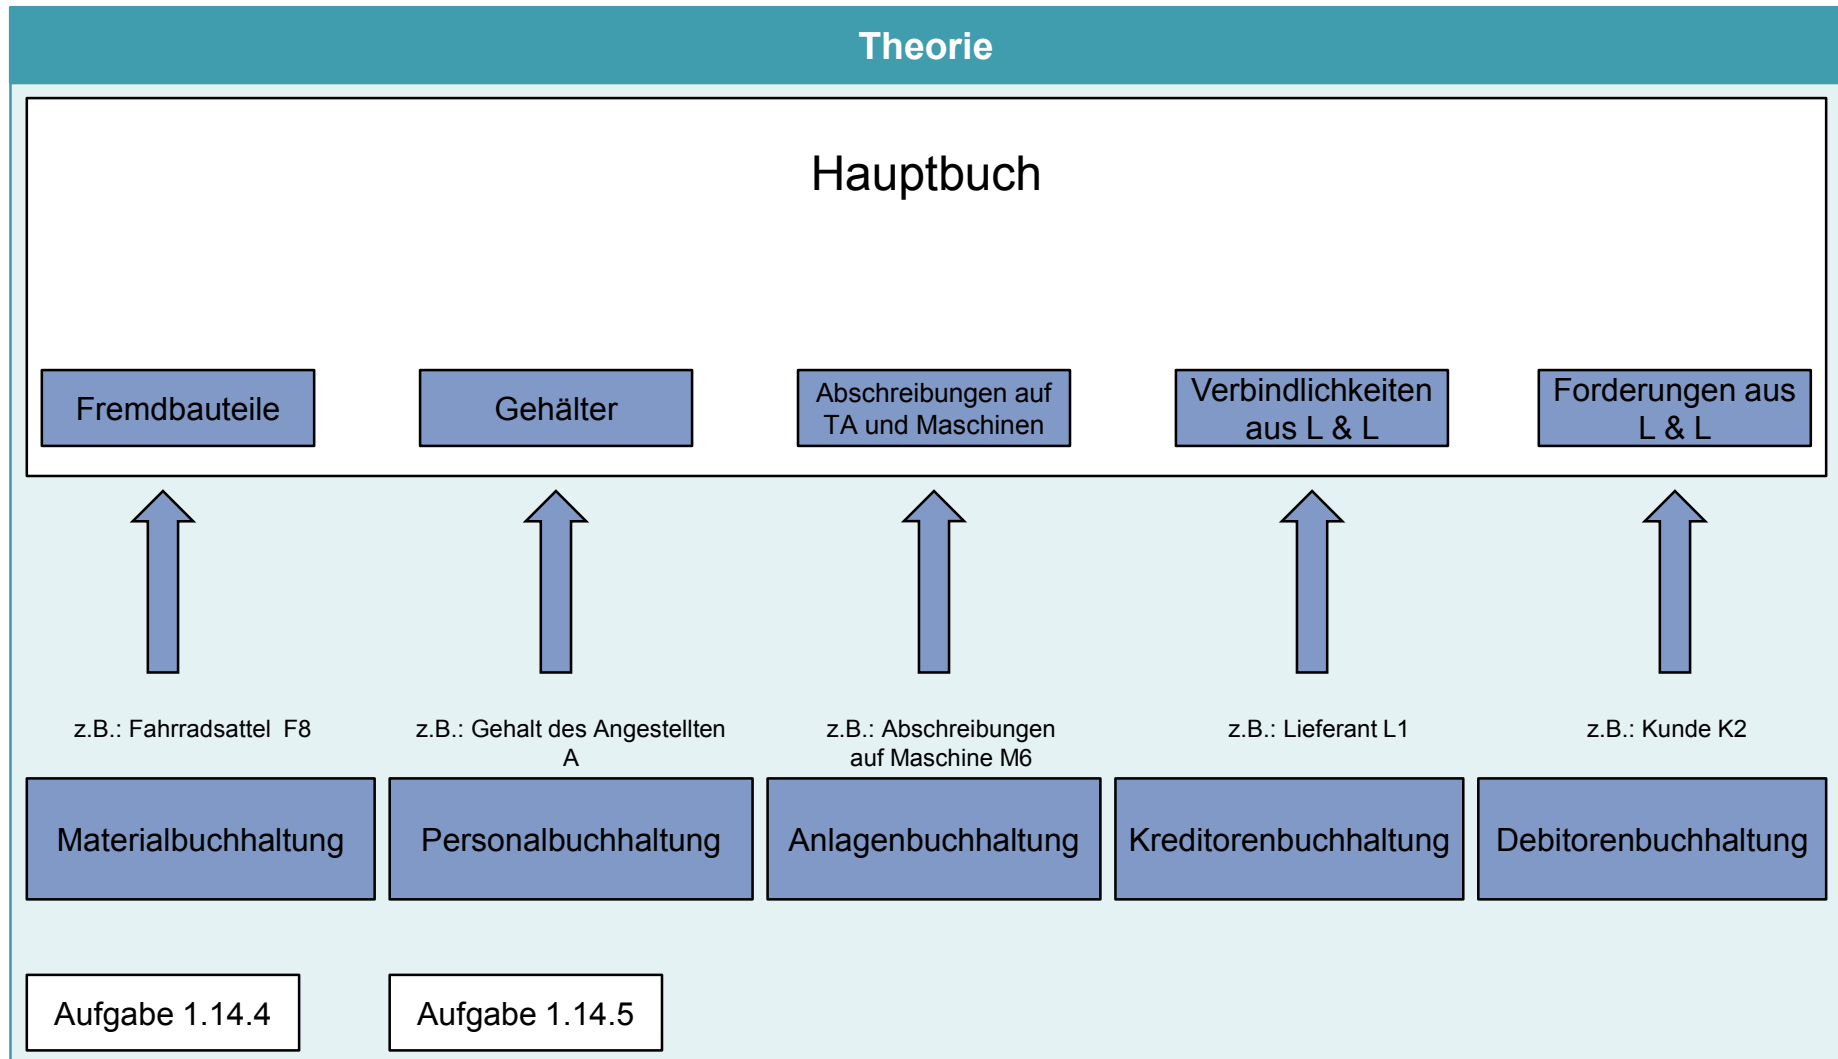 Theorie
Hauptbuch
Fremdbauteile
Gehälter
Abschreibungen auf
TA und Maschinen
Verbindlichkeiten
aus L & L
Forderungen aus
L & L
z.B.: Fahrradsattel F8
z.B.: Gehalt des Angestellten
A
z.B.: Abschreibungen
auf Maschine M6
z.B.: Lieferant L1
z.B.: Kunde K2
Materialbuchhaltung
Personalbuchhaltung
Anlagenbuchhaltung
Kreditorenbuchhaltung
Debitorenbuchhaltung
Aufgabe 1.14.4
Aufgabe 1.14.5